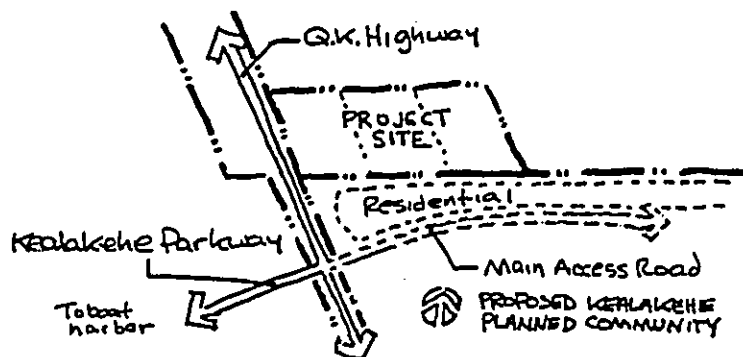 Q.K. Highway
PROJECT
SITE
Residential
Kealakehe Parkway
Main Access Road
To boat
harbor
PROPOSED KEALAKEHE
PLANNED COMMUNITY